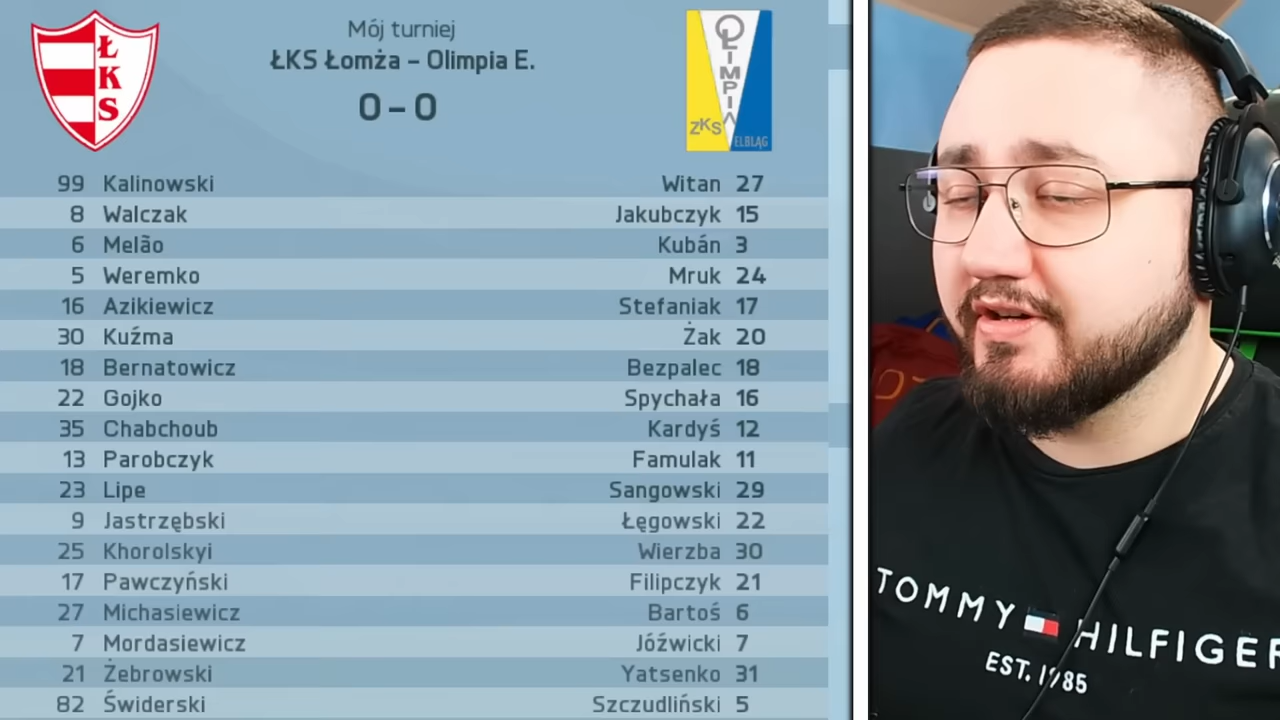 Mój turniej
ŁKS Łomża – Olimpia E.
0 – 0
ŁKS
OLIMPIA
ZKS
ELBLĄG
99 Kalinowski Witan 27
8 Walczak Jakubczyk 15
6 Melão Kubán 3
5 Weremko Mruk 24
16 Azikiewicz Stefaniak 17
30 Kuźma Żak 20
18 Bernatowicz Bezpalec 18
22 Gojko Spychała 16
35 Chabchoub Kardyś 12
13 Parobczyk Famulak 11
23 Lipe Sangowski 29
9 Jastrzębski Łęgowski 22
25 Khorolskyi Wierzba 30
17 Pawczyński Filipczyk 21
27 Michasiewicz Bartoś 6
7 Mordasiewicz Jóźwicki 7
21 Żebrowski Yatsenko 31
82 Świderski Szczudliński 5
TOMMY HILFIGER
EST. 1985